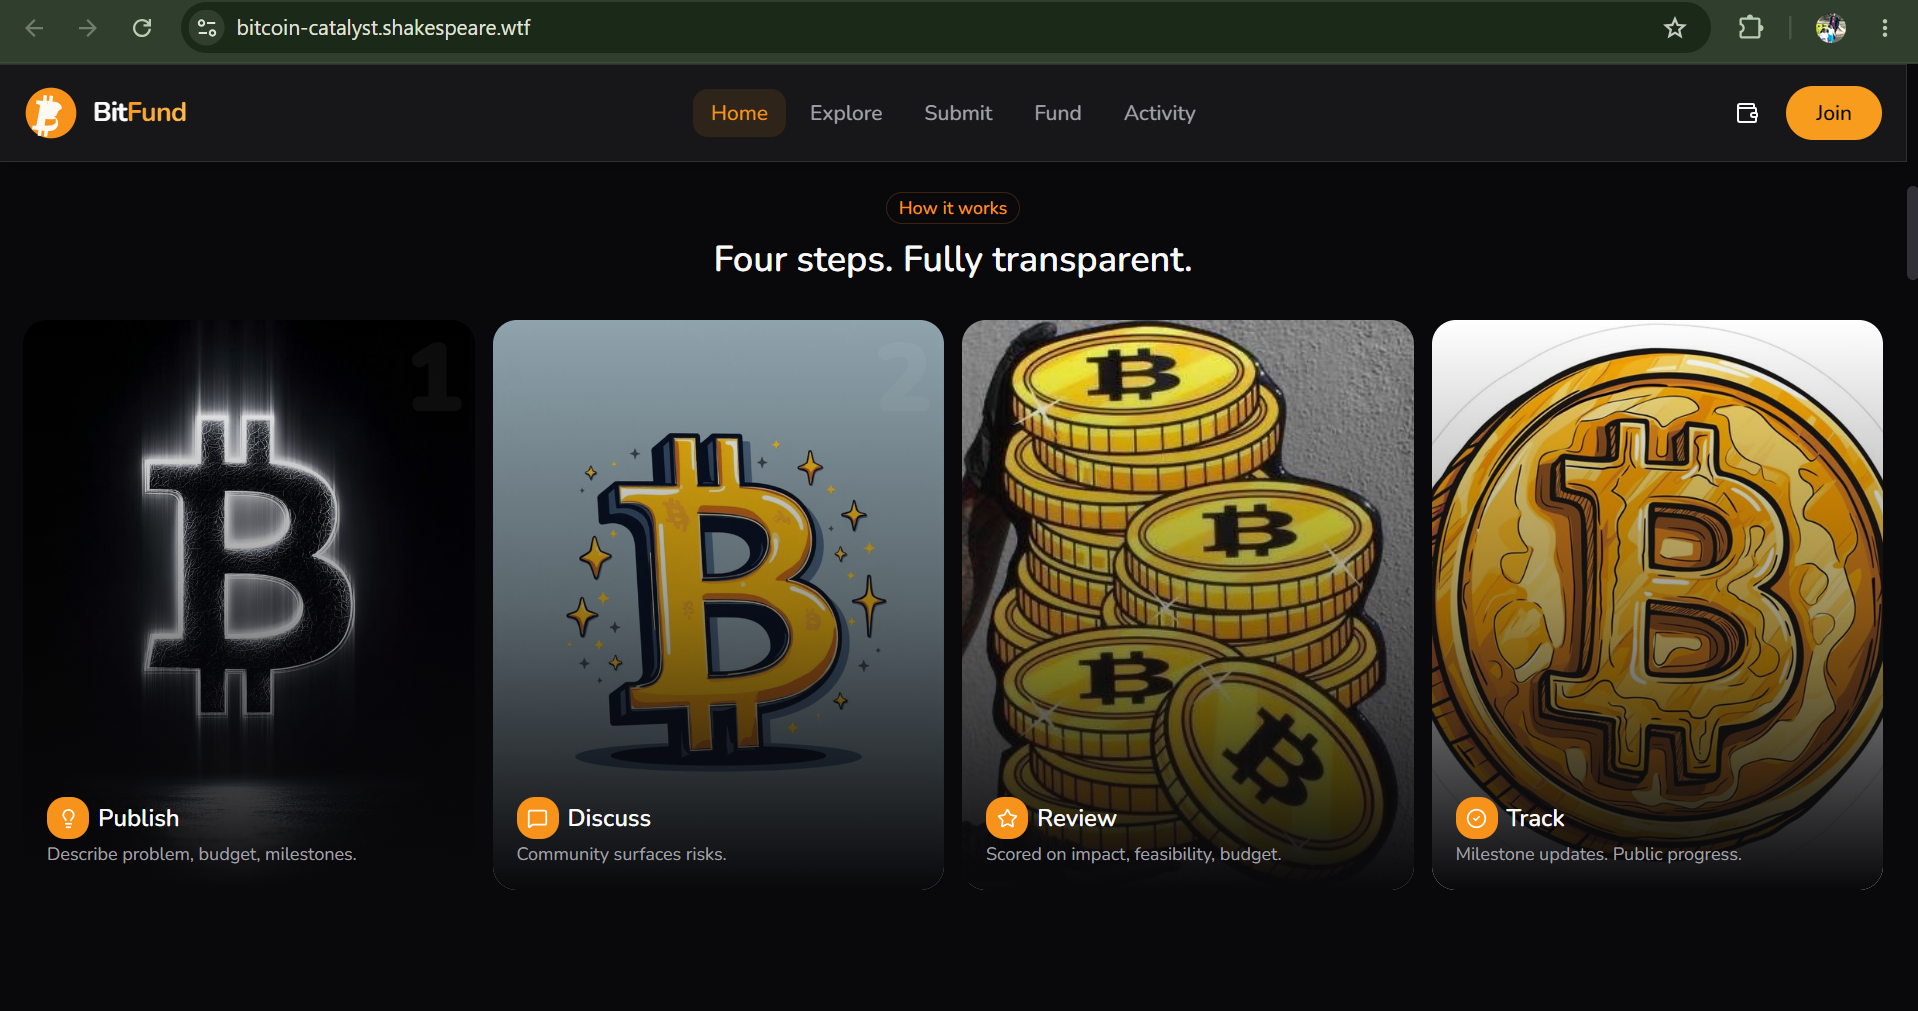 bitcoin-catalyst.shakespeare.wtf
BitFund
Home
Explore
Submit
Fund
Activity
Join
How it works
Four steps. Fully transparent.
1
2
Publish
Describe problem, budget, milestones.
Discuss
Community surfaces risks.
Review
Scored on impact, feasibility, budget.
Track
Milestone updates. Public progress.